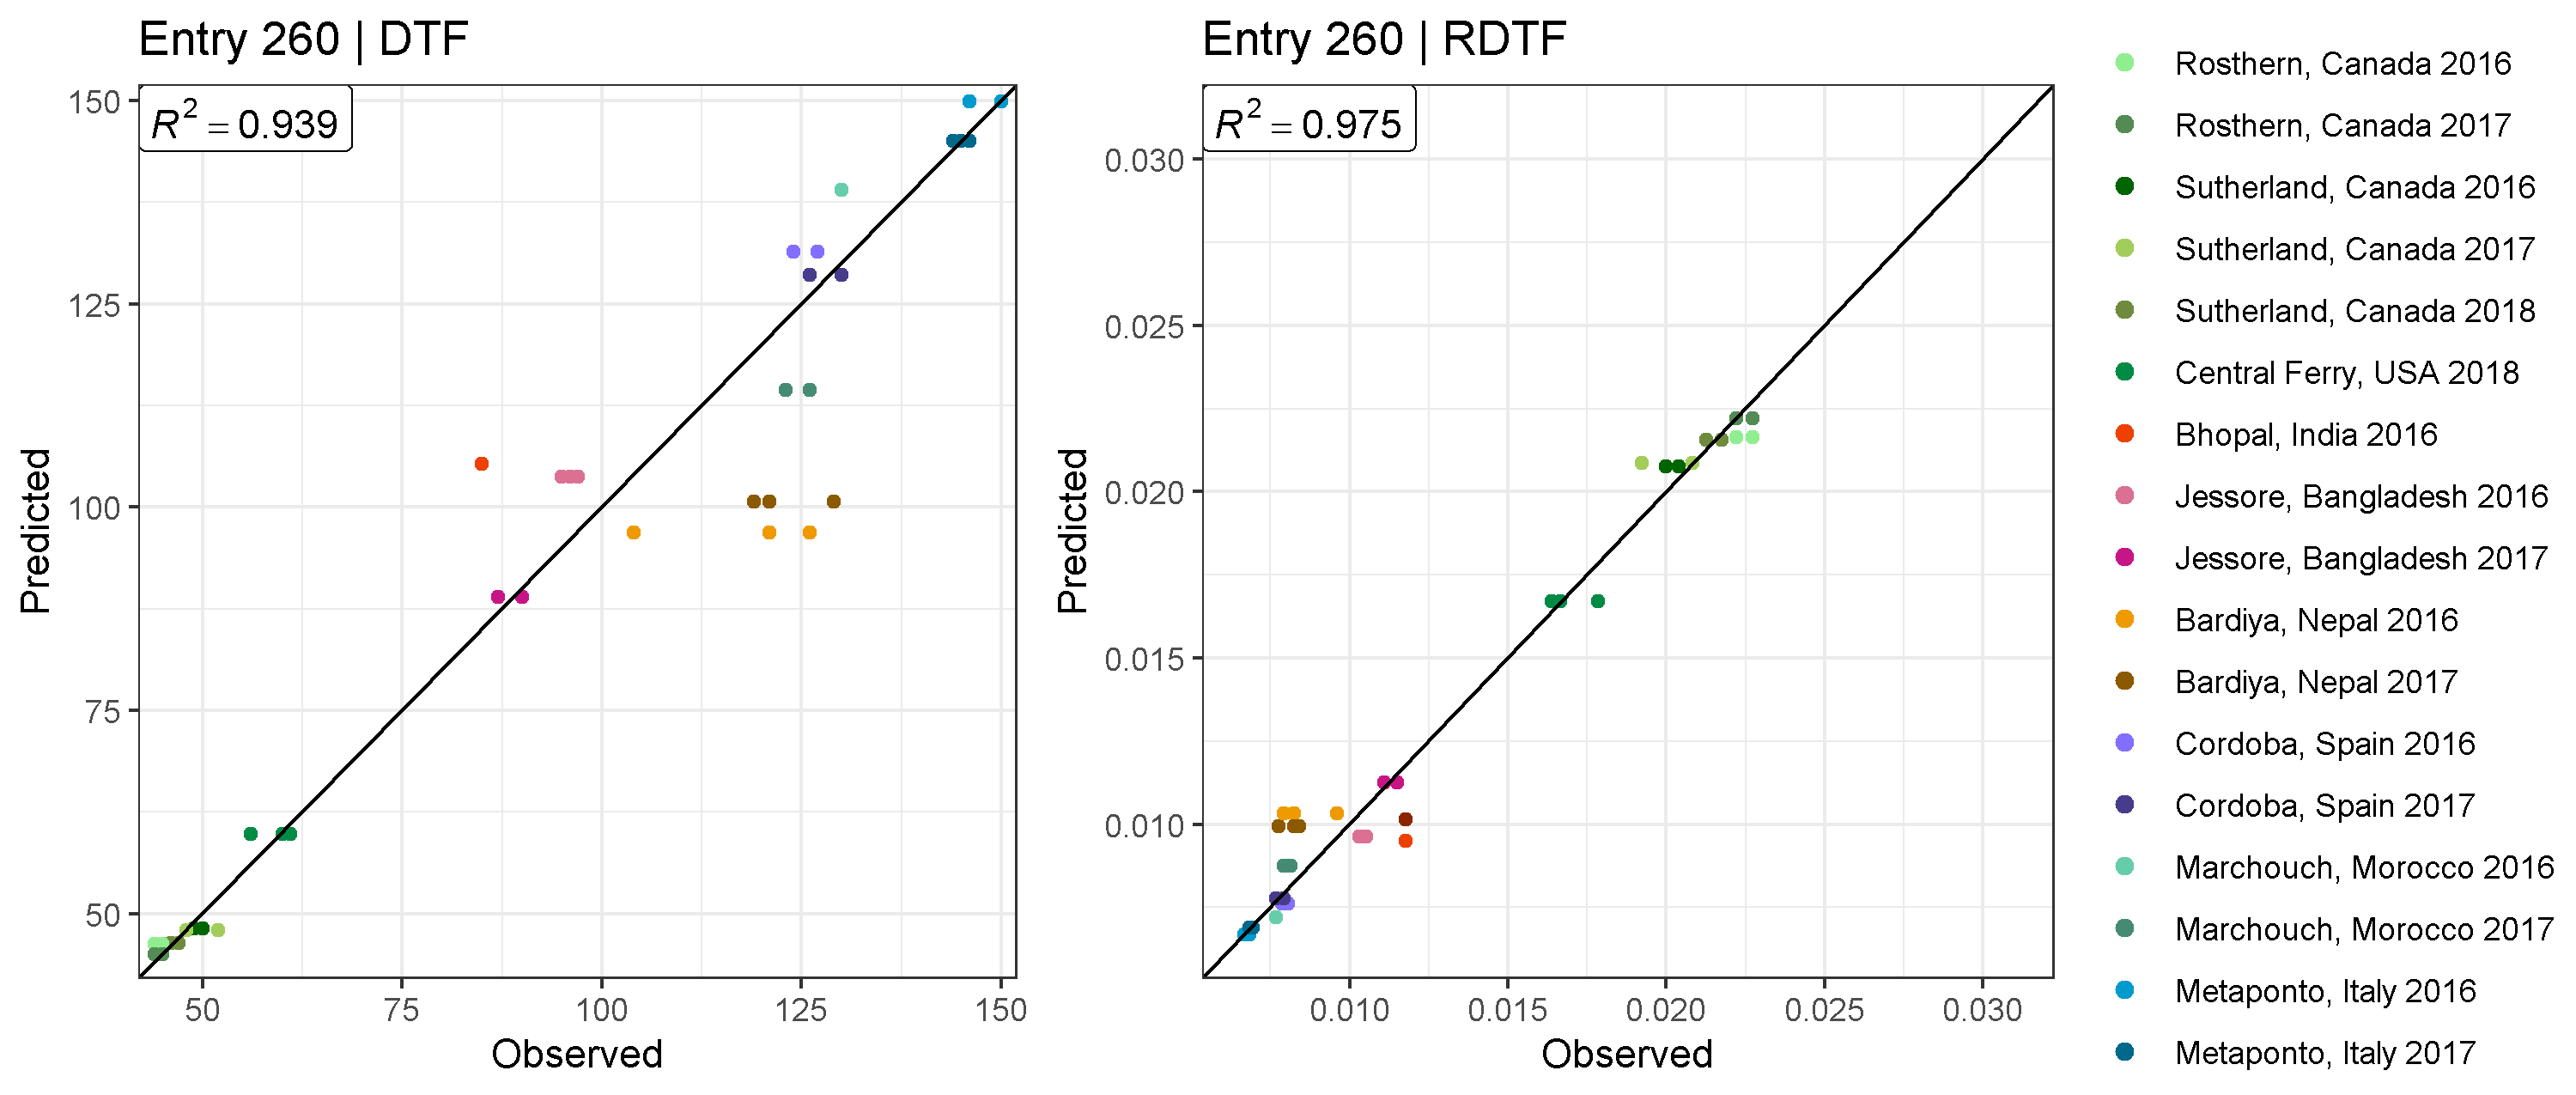 Entry 260 | DTF
R² = 0.939
150
125
100
75
50
Predicted
50 75 100 125 150
Observed
Entry 260 | RDTF
R² = 0.975
0.030
0.025
0.020
0.015
0.010
Predicted
0.010 0.015 0.020 0.025 0.030
Observed
Rosthern, Canada 2016
Rosthern, Canada 2017
Sutherland, Canada 2016
Sutherland, Canada 2017
Sutherland, Canada 2018
Central Ferry, USA 2018
Bhopal, India 2016
Jessore, Bangladesh 2016
Jessore, Bangladesh 2017
Bardiya, Nepal 2016
Bardiya, Nepal 2017
Cordoba, Spain 2016
Cordoba, Spain 2017
Marchouch, Morocco 2016
Marchouch, Morocco 2017
Metaponto, Italy 2016
Metaponto, Italy 2017